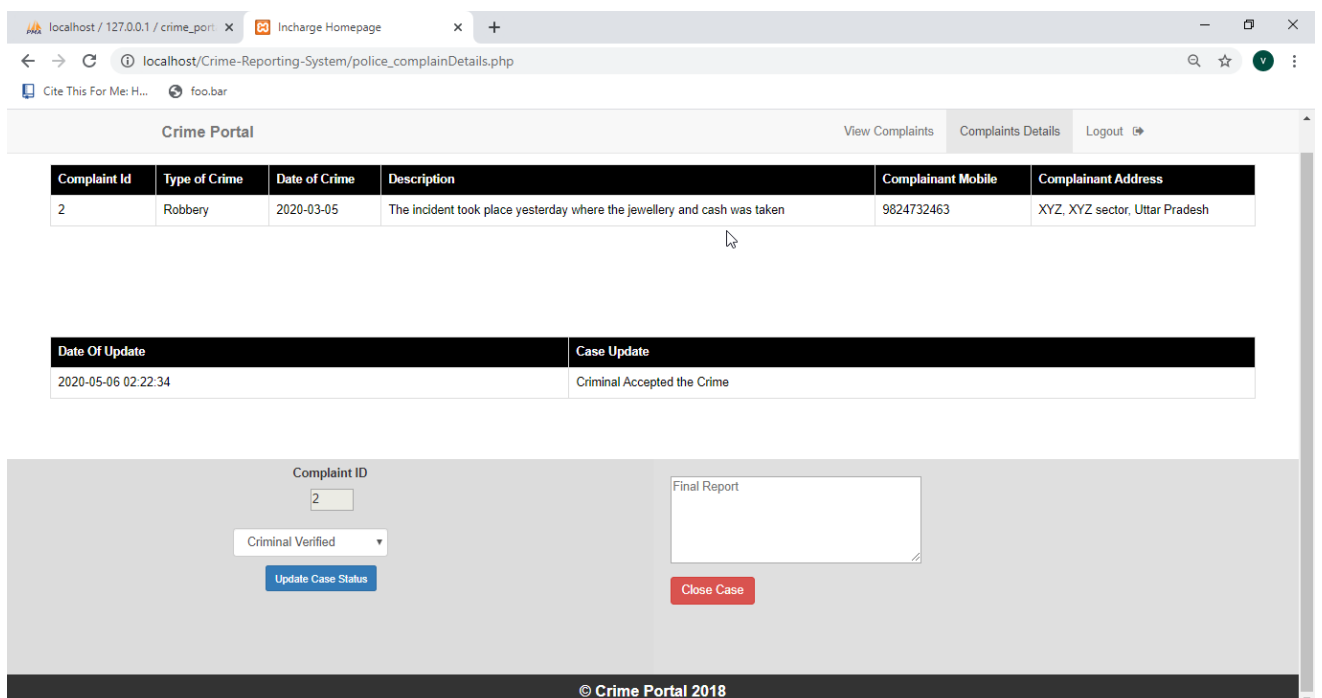 localhost / 127.0.0.1 / crime_port
Incharge Homepage
localhost/Crime-Reporting-System/police_complainDetails.php
V
Cite This For Me: H... foo.bar
Crime Portal View Complaints Complaints Details Logout
Complaint Id Type of Crime Date of Crime Description Complainant Mobile Complainant Address
2 Robbery 2020-03-05 The incident took place yesterday where the jewellery and cash was taken 9824732463 XYZ, XYZ sector, Uttar Pradesh
Date Of Update Case Update
2020-05-06 02:22:34 Criminal Accepted the Crime
Complaint ID
2
Criminal Verified
Update Case Status
Final Report
Close Case
© Crime Portal 2018